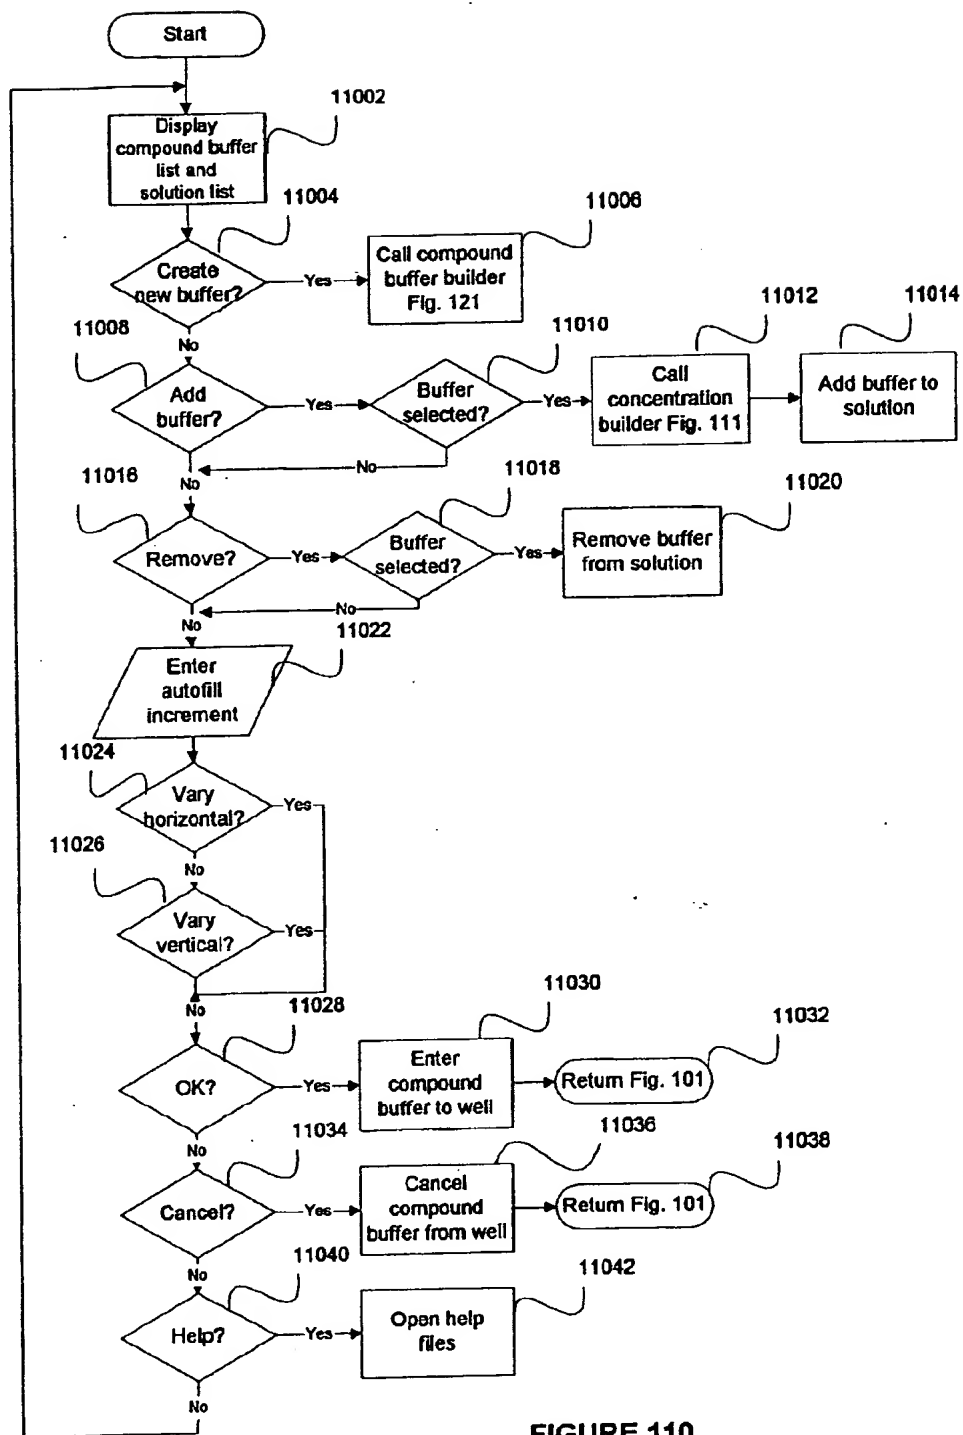 Start
11002
Display
compound buffer
list and
solution list
11004
11006
Create
new buffer?
Yes
Call compound
buffer builder
Fig. 121
No
11008
11010
11012
11014
Add
buffer?
Yes
Buffer
selected?
Yes
Call
concentration
builder Fig. 111
Add buffer to
solution
No
No
11016
11018
11020
Remove?
Yes
Buffer
selected?
Yes
Remove buffer
from solution
No
No
11022
Enter
autofill
increment
11024
Vary
horizontal?
Yes
No
11026
Vary
vertical?
Yes
No
11028
11030
11032
OK?
Yes
Enter
compound
buffer to well
Return Fig. 101
No
11034
11036
11038
Cancel?
Yes
Cancel
compound
buffer from well
Return Fig. 101
No
11040
11042
Help?
Yes
Open help
files
No
FIGURE 110